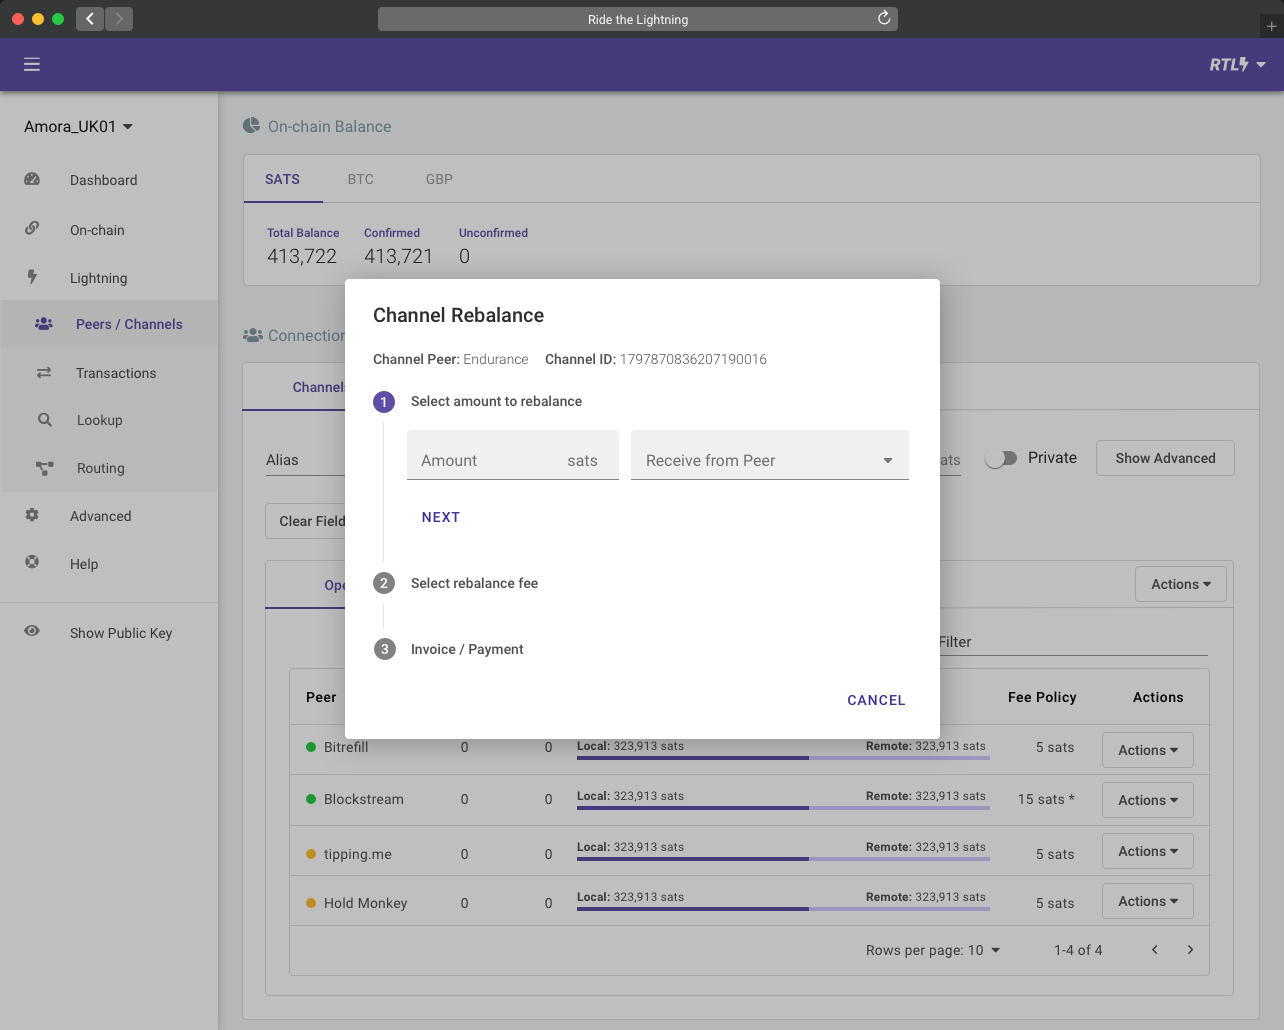 Ride the Lightning
RTL
Amora_UK01
Dashboard
On-chain
Lightning
Peers / Channels
Transactions
Lookup
Routing
Advanced
Help
Show Public Key
On-chain Balance
SATS BTC GBP
Total Balance Confirmed Unconfirmed
413,722 413,721 0
Connection
Channels
Alias
ats
Private
Show Advanced
Clear Field
Ope
Actions
Filter
Channel Rebalance
Channel Peer: Endurance Channel ID: 1797870836207190016
1 Select amount to rebalance
Amount sats Receive from Peer
NEXT
2 Select rebalance fee
3 Invoice / Payment
CANCEL
Peer Fee Policy Actions
Bitrefill 0 0 Local: 323,913 sats Remote: 323,913 sats 5 sats Actions
Blockstream 0 0 Local: 323,913 sats Remote: 323,913 sats 15 sats * Actions
tipping.me 0 0 Local: 323,913 sats Remote: 323,913 sats 5 sats Actions
Hold Monkey 0 0 Local: 323,913 sats Remote: 323,913 sats 5 sats Actions
Rows per page: 10 1-4 of 4